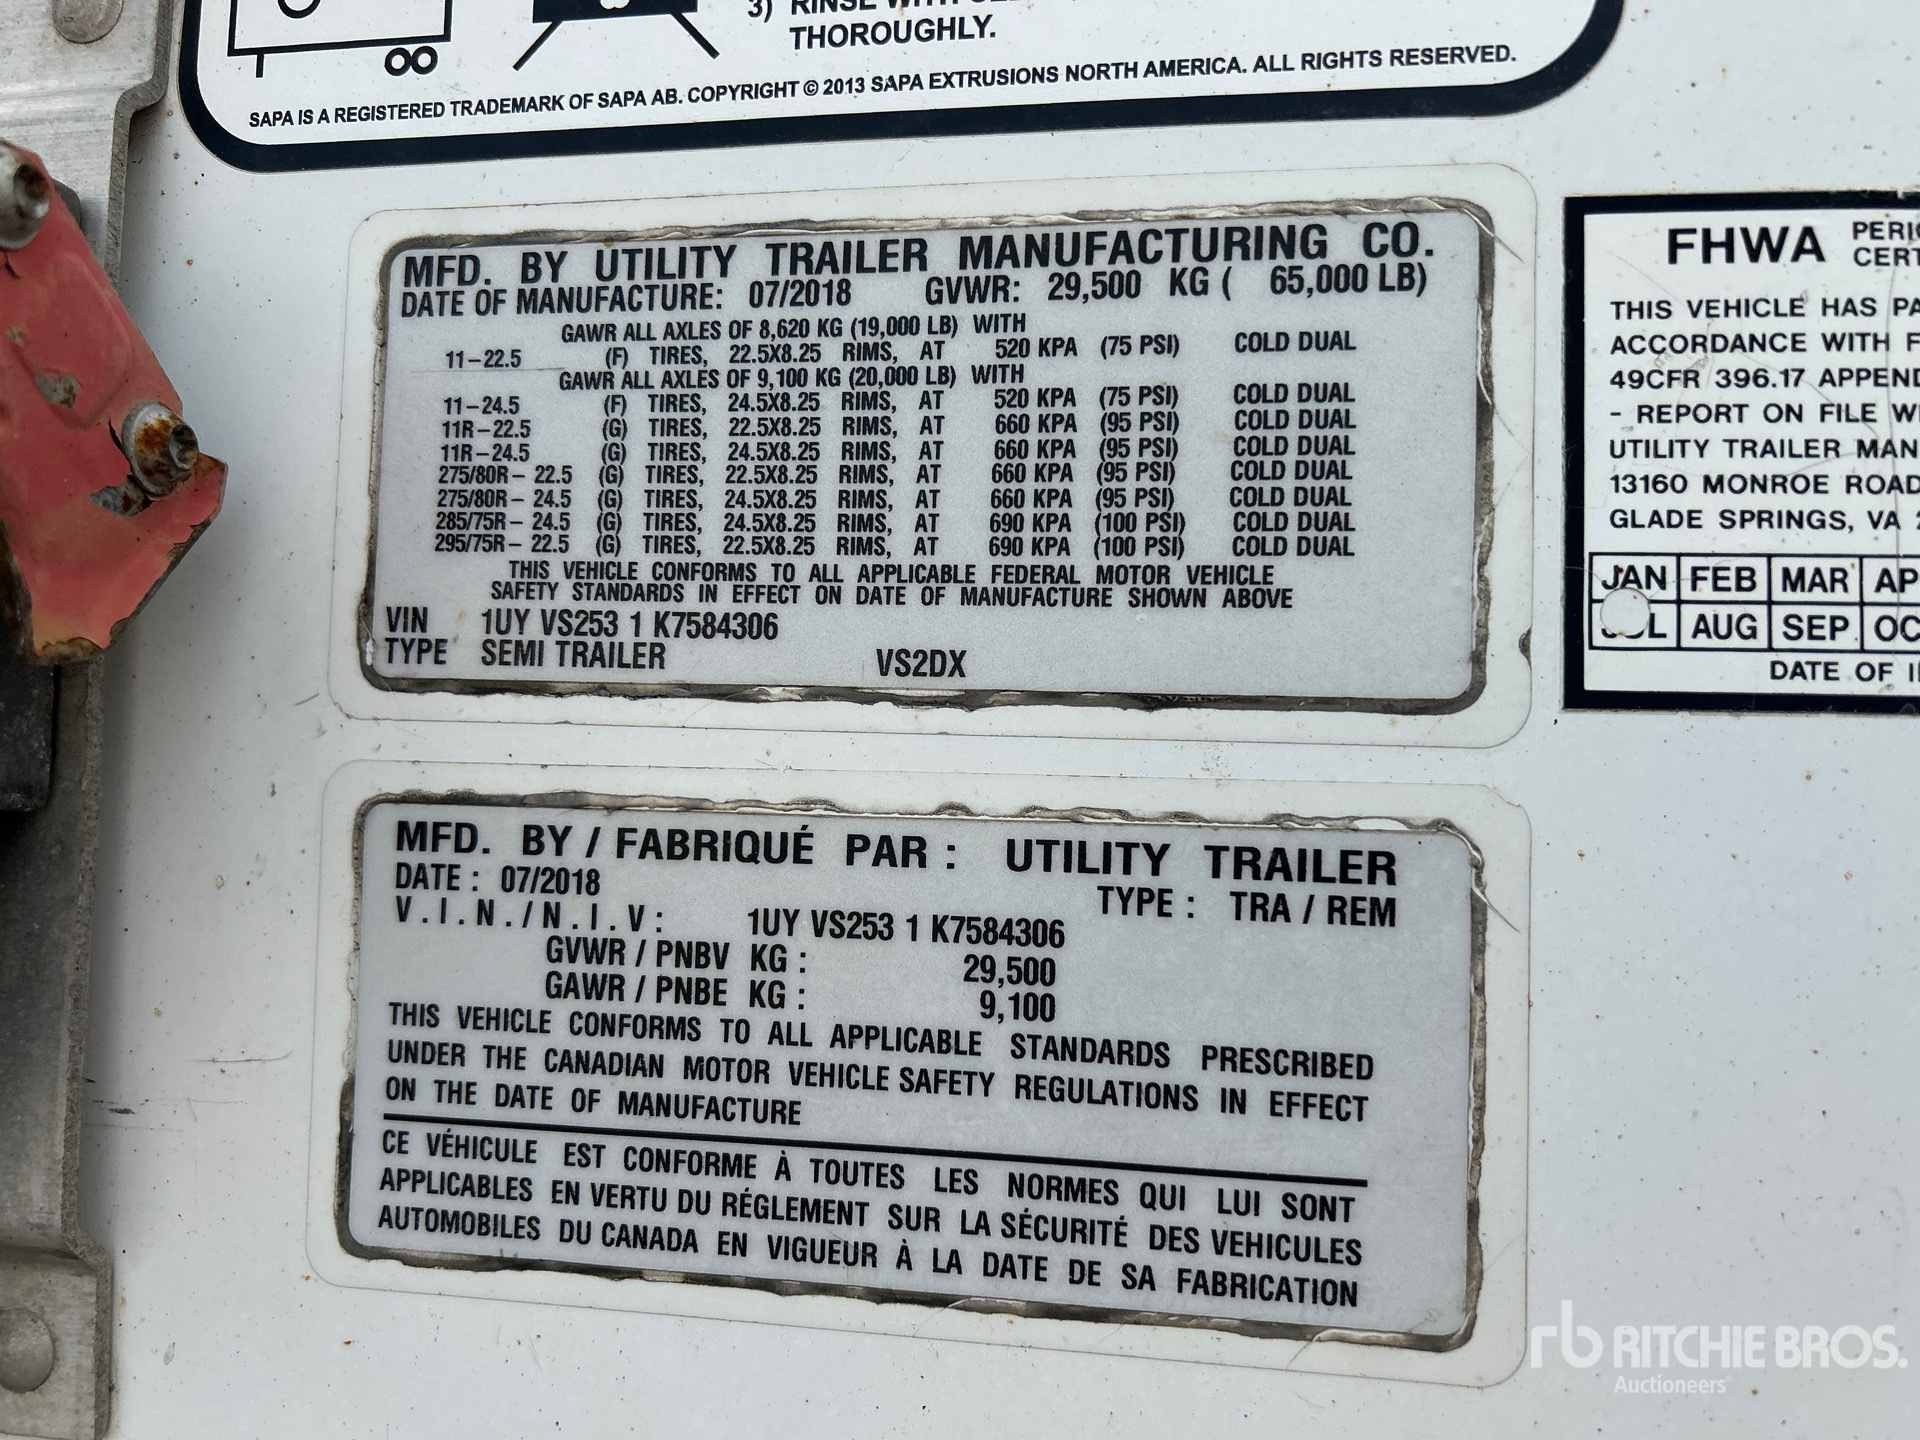 3) RINSE WITH
THOROUGHLY.
SAPA IS A REGISTERED TRADEMARK OF SAPA AB. COPYRIGHT © 2013 SAPA EXTRUSIONS NORTH AMERICA. ALL RIGHTS RESERVED.
MFD. BY UTILITY TRAILER MANUFACTURING CO.
DATE OF MANUFACTURE: 07/2018 GVWR: 29,500 KG ( 65,000 LB)
GAWR ALL AXLES OF 8,620 KG (19,000 LB) WITH
11-22.5 (F) TIRES, 22.5X8.25 RIMS, AT 520 KPA (75 PSI) COLD DUAL
GAWR ALL AXLES OF 9,100 KG (20,000 LB) WITH
11-24.5 (F) TIRES, 24.5X8.25 RIMS, AT 520 KPA (75 PSI) COLD DUAL
11R-22.5 (G) TIRES, 22.5X8.25 RIMS, AT 660 KPA (95 PSI) COLD DUAL
11R-24.5 (G) TIRES, 24.5X8.25 RIMS, AT 660 KPA (95 PSI) COLD DUAL
275/80R- 22.5 (G) TIRES, 22.5X8.25 RIMS, AT 660 KPA (95 PSI) COLD DUAL
275/80R- 24.5 (G) TIRES, 24.5X8.25 RIMS, AT 660 KPA (95 PSI) COLD DUAL
285/75R- 24.5 (G) TIRES, 24.5X8.25 RIMS, AT 690 KPA (100 PSI) COLD DUAL
295/75R- 22.5 (G) TIRES, 22.5X8.25 RIMS, AT 690 KPA (100 PSI) COLD DUAL
THIS VEHICLE CONFORMS TO ALL APPLICABLE FEDERAL MOTOR VEHICLE
SAFETY STANDARDS IN EFFECT ON DATE OF MANUFACTURE SHOWN ABOVE
VIN 1UY VS253 1 K7584306
TYPE SEMI TRAILER VS2DX
FHWA PERIO
CERT
THIS VEHICLE HAS PA
ACCORDANCE WITH F
49CFR 396.17 APPEND
- REPORT ON FILE WI
UTILITY TRAILER MAN
13160 MONROE ROAD
GLADE SPRINGS, VA 2
JAN FEB MAR AP
JUL AUG SEP OC
DATE OF I
MFD. BY / FABRIQUÉ PAR : UTILITY TRAILER
DATE : 07/2018 TYPE : TRA / REM
V.I.N./N.I.V: 1UY VS253 1 K7584306
GVWR / PNBV KG : 29,500
GAWR / PNBE KG : 9,100
THIS VEHICLE CONFORMS TO ALL APPLICABLE STANDARDS PRESCRIBED
UNDER THE CANADIAN MOTOR VEHICLE SAFETY REGULATIONS IN EFFECT
ON THE DATE OF MANUFACTURE
CE VÉHICULE EST CONFORME À TOUTES LES NORMES QUI LUI SONT
APPLICABLES EN VERTU DU RÉGLEMENT SUR LA SÉCURITÉ DES VEHICULES
AUTOMOBILES DU CANADA EN VIGUEUR À LA DATE DE SA FABRICATION
rb RITCHIE BROS.
Auctioneers